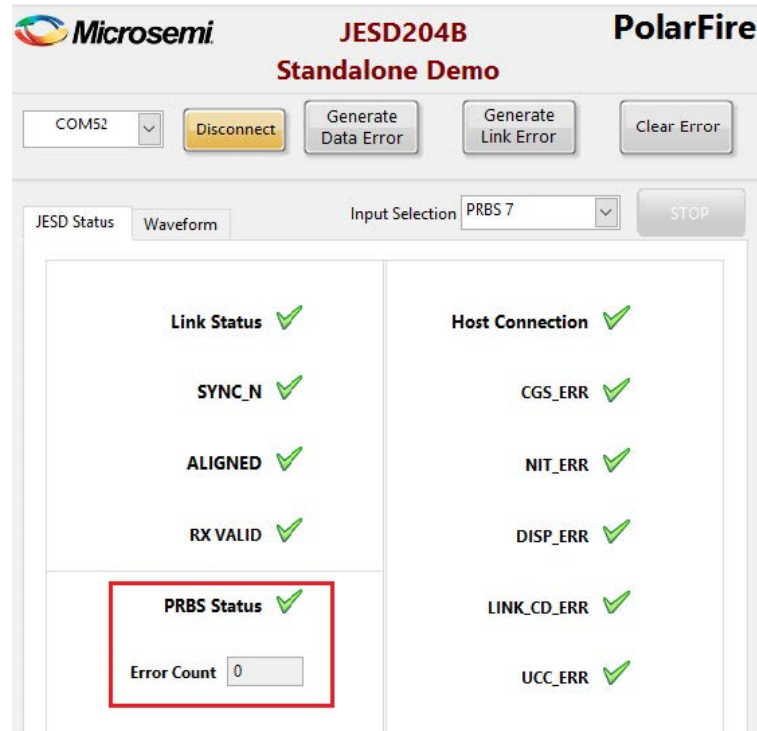 Microsemi.
JESD204B
PolarFire
Standalone Demo
COM52
Disconnect
Generate
Data Error
Generate
Link Error
Clear Error
JESD Status
Waveform
Input Selection
PRBS 7
STOP
Link Status
Host Connection
SYNC_N
CGS_ERR
ALIGNED
NIT_ERR
RX VALID
DISP_ERR
PRBS Status
LINK_CD_ERR
Error Count 0
UCC_ERR